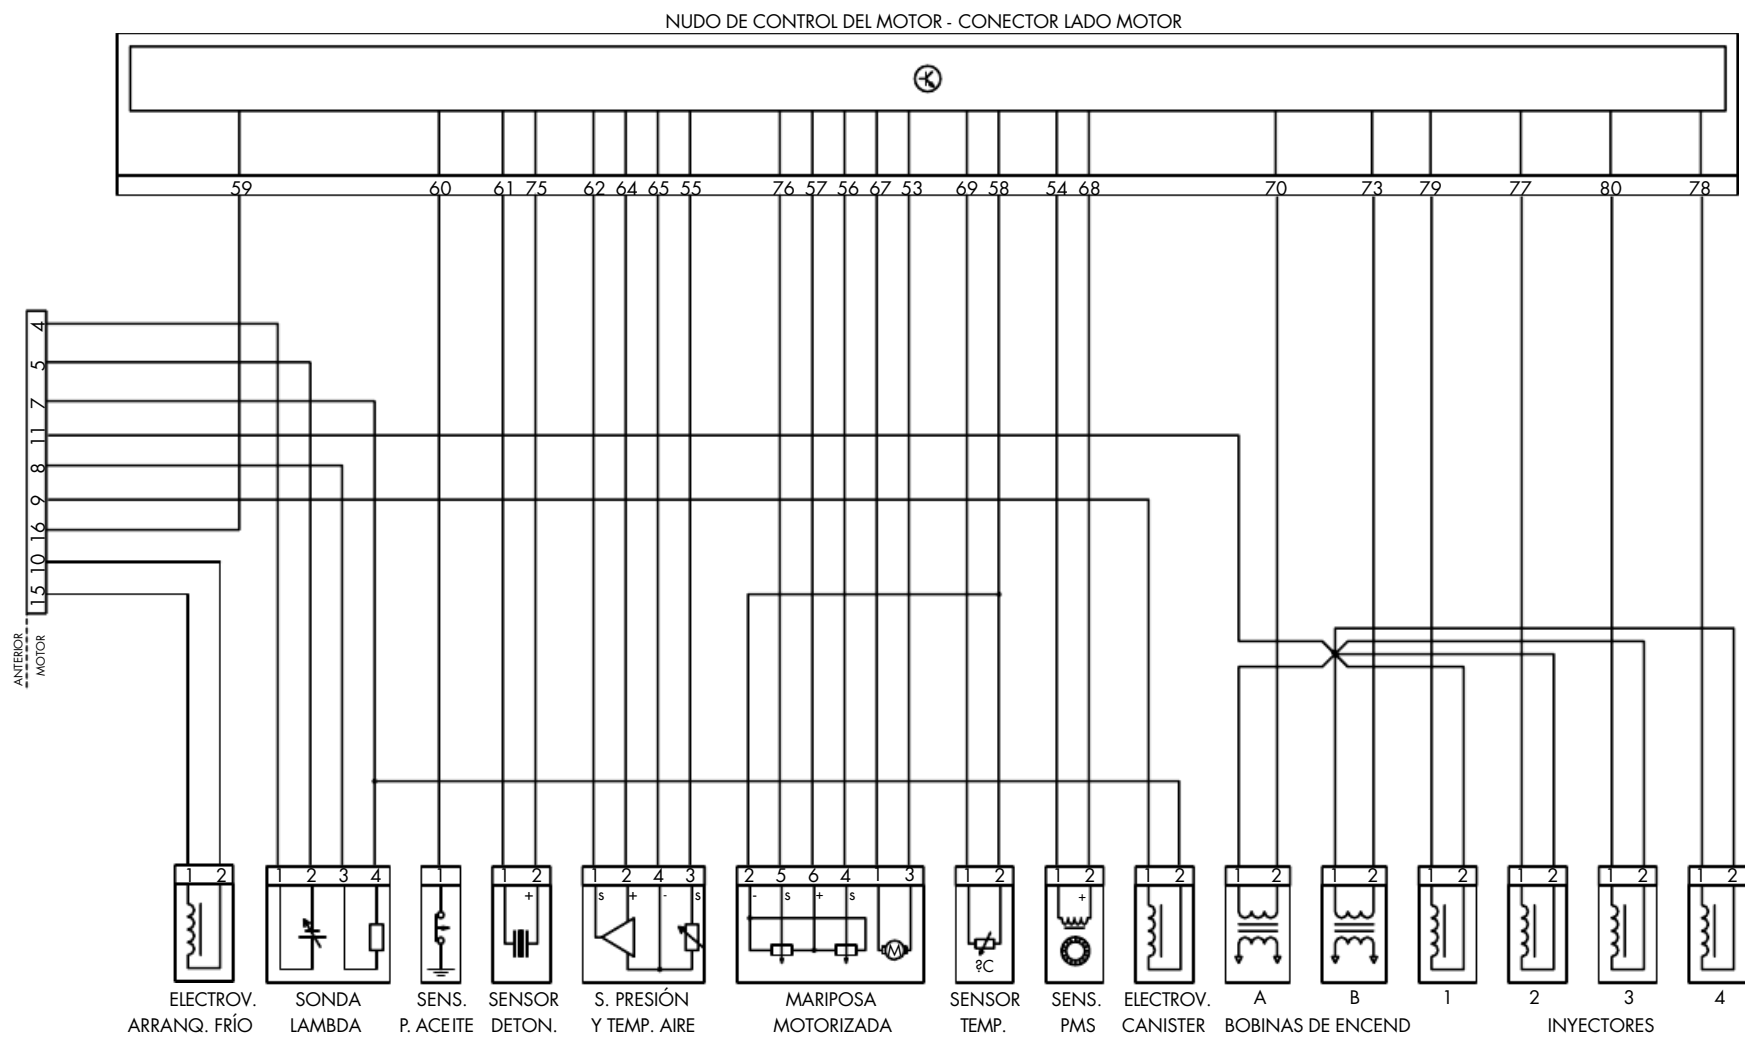 NUDO DE CONTROL DEL MOTOR - CONECTOR LADO MOTOR
59 60 61 75 62 64 65 55 76 57 56 67 53 69 58 54 68 70 73 79 77 80 78
4
5
7
11
8
9
16
10
15
ANTERIOR
MOTOR
1 2 1 2 3 4 1 1 2 1 2 4 3 2 5 6 4 1 3 1 2 1 2 1 2 1 2 1 2 1 2 1 2 1 2 1 2
+ s + - s - s + s +
M
?C
ELECTROV. SONDA SENS. SENSOR S. PRESIÓN MARIPOSA SENSOR SENS. ELECTROV. A B 1 2 3 4
ARRANQ. FRÍO LAMBDA P. ACEITE DETON. Y TEMP. AIRE MOTORIZADA TEMP. PMS CANISTER BOBINAS DE ENCEND INYECTORES